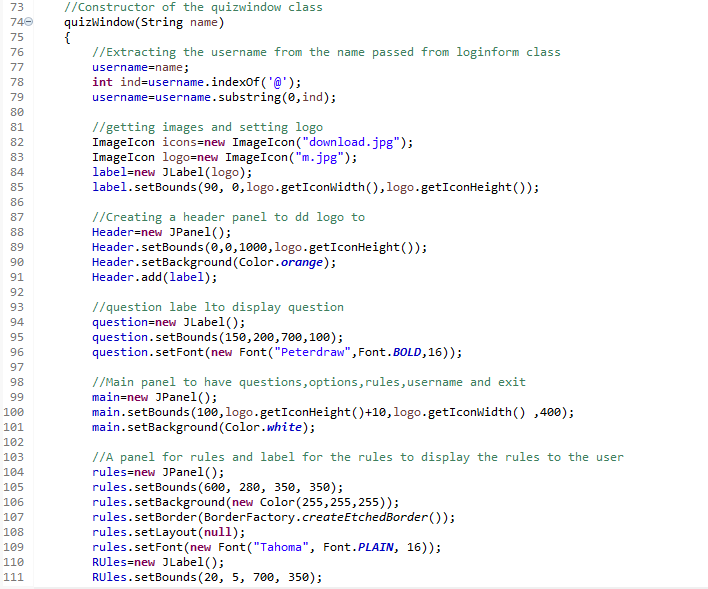 73 //Constructor of the quizwindow class
74 quizWindow(String name)
75 {
76 //Extracting the username from the name passed from loginform class
77 username=name;
78 int ind=username.indexOf('@');
79 username=username.substring(0,ind);
80
81 //getting images and setting logo
82 ImageIcon icons=new ImageIcon("download.jpg");
83 ImageIcon logo=new ImageIcon("m.jpg");
84 label=new JLabel(logo);
85 label.setBounds(90, 0,logo.getIconWidth(),logo.getIconHeight());
86
87 //Creating a header panel to dd logo to
88 Header=new JPanel();
89 Header.setBounds(0,0,1000,logo.getIconHeight());
90 Header.setBackground(Color.orange);
91 Header.add(label);
92
93 //question labe lto display question
94 question=new JLabel();
95 question.setBounds(150,200,700,100);
96 question.setFont(new Font("Peterdraw",Font.BOLD,16));
97
98 //Main panel to have questions,options,rules,username and exit
99 main=new JPanel();
100 main.setBounds(100,logo.getIconHeight()+10,logo.getIconWidth() ,400);
101 main.setBackground(Color.white);
102
103 //A panel for rules and label for the rules to display the rules to the user
104 rules=new JPanel();
105 rules.setBounds(600, 280, 350, 350);
106 rules.setBackground(new Color(255,255,255));
107 rules.setBorder(BorderFactory.createEtchedBorder());
108 rules.setLayout(null);
109 rules.setFont(new Font("Tahoma", Font.PLAIN, 16));
110 RUles=new JLabel();
111 RUles.setBounds(20, 5, 700, 350);